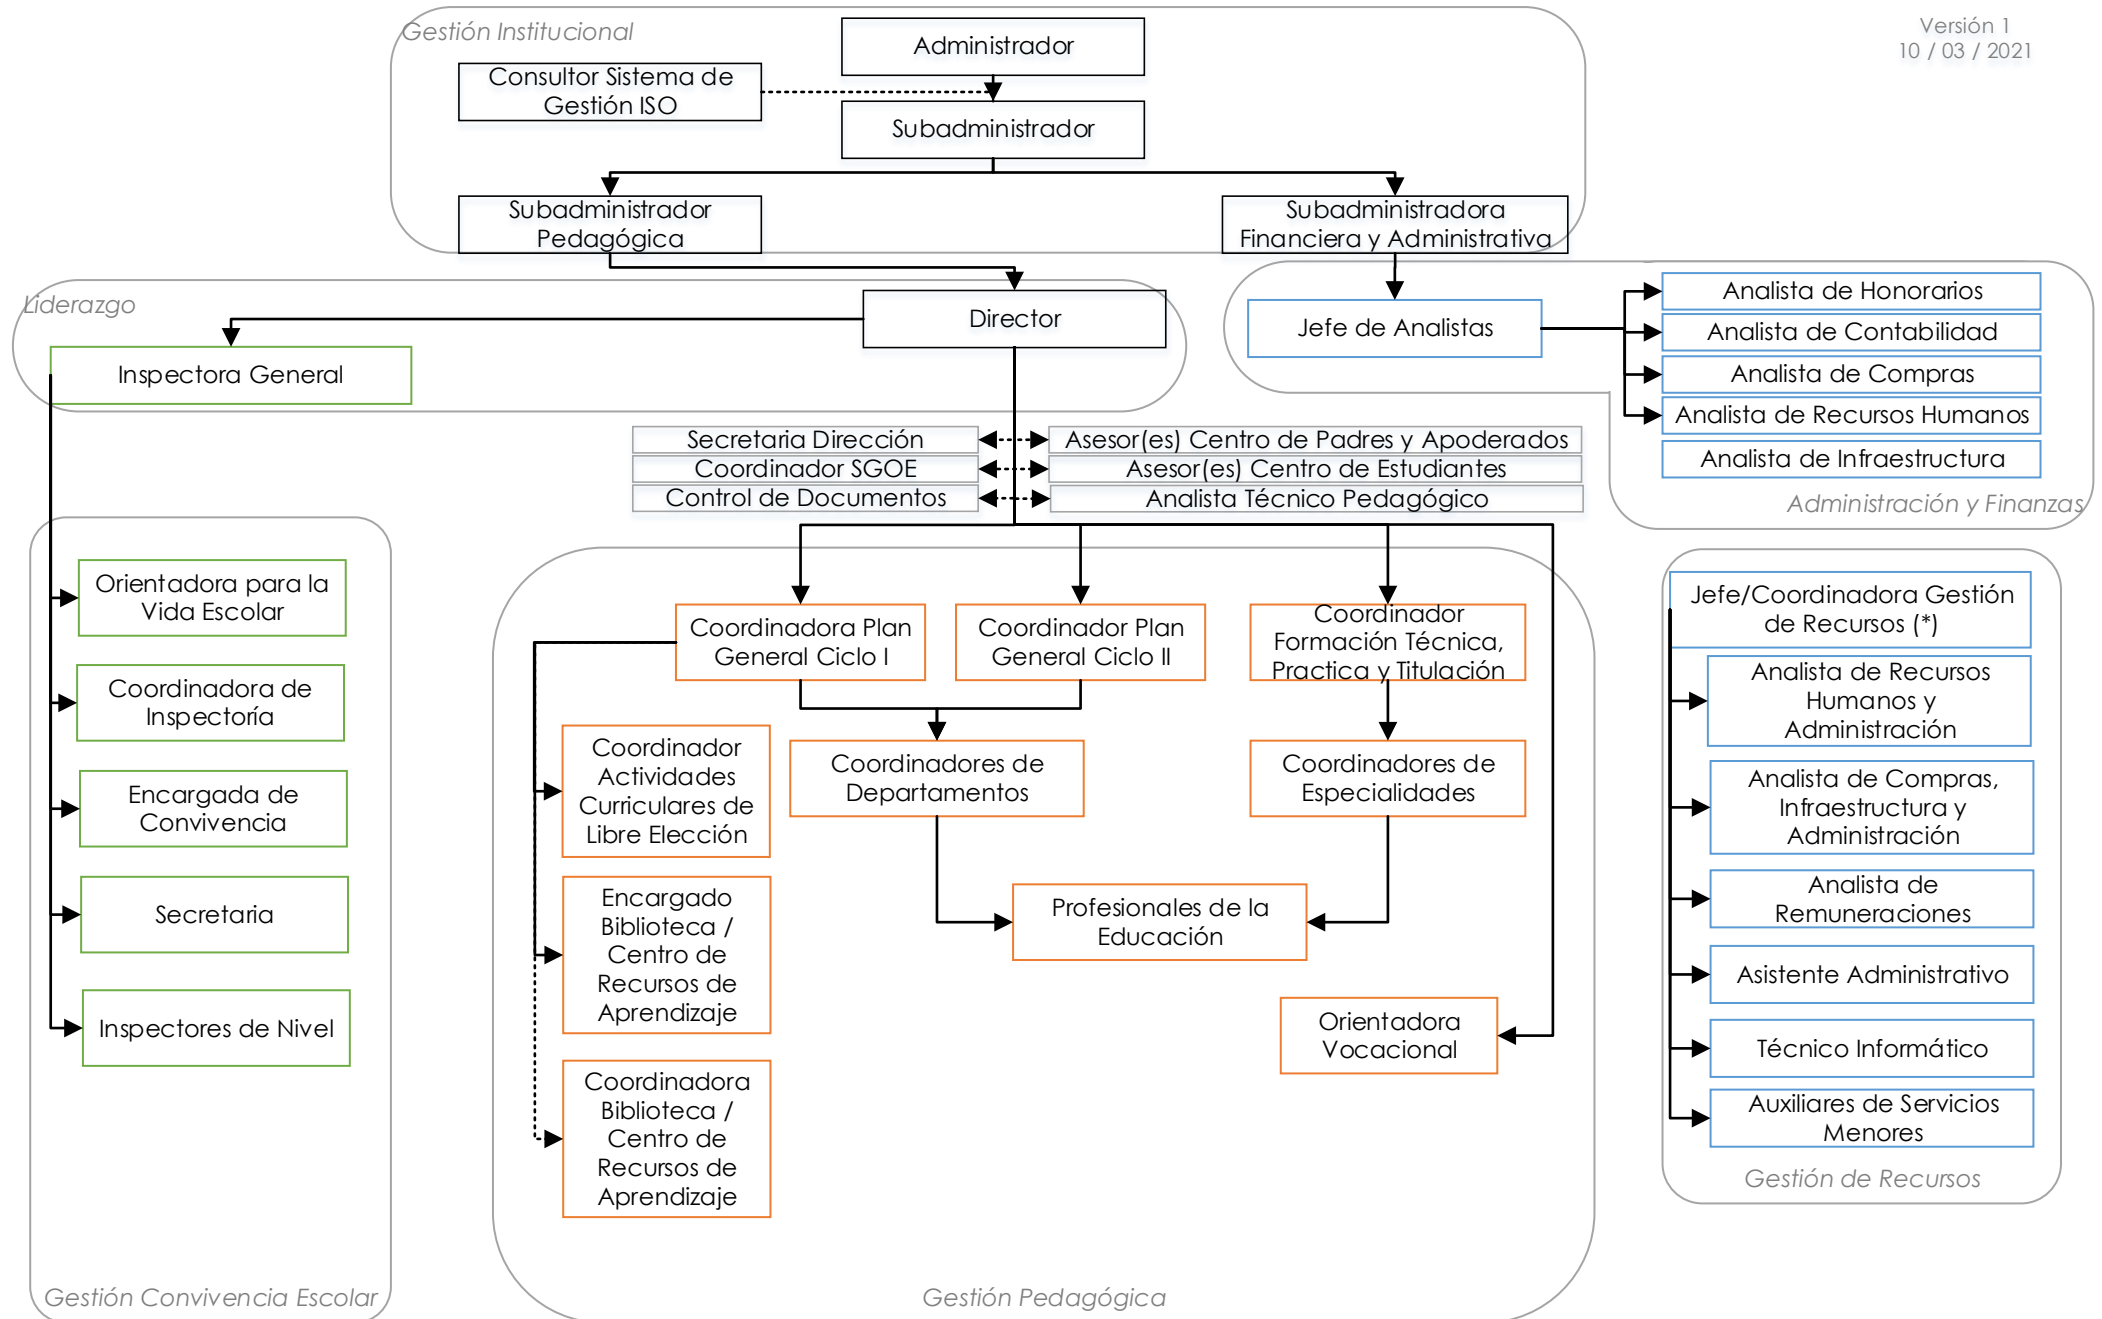 Gestión Institucional
Administrador
Versión 1
10 / 03 / 2021
Consultor Sistema de
Gestión ISO
Subadministrador
Subadministrador
Pedagógica
Subadministradora
Financiera y Administrativa
Liderazgo
Director
Inspectora General
Jefe de Analistas
Analista de Honorarios
Analista de Contabilidad
Analista de Compras
Analista de Recursos Humanos
Analista de Infraestructura
Administración y Finanzas
Secretaria Dirección
Asesor(es) Centro de Padres y Apoderados
Coordinador SGOE
Asesor(es) Centro de Estudiantes
Control de Documentos
Analista Técnico Pedagógico
Orientadora para la
Vida Escolar
Coordinadora de
Inspectoría
Encargada de
Convivencia
Secretaria
Inspectores de Nivel
Gestión Convivencia Escolar
Coordinadora Plan
General Ciclo I
Coordinador Plan
General Ciclo II
Coordinador
Formación Técnica,
Practica y Titulación
Coordinador
Actividades
Curriculares de
Libre Elección
Coordinadores de
Departamentos
Coordinadores de
Especialidades
Encargado
Biblioteca /
Centro de
Recursos de
Aprendizaje
Profesionales de la
Educación
Orientadora
Vocacional
Coordinadora
Biblioteca /
Centro de
Recursos de
Aprendizaje
Gestión Pedagógica
Jefe/Coordinadora Gestión
de Recursos (*)
Analista de Recursos
Humanos y
Administración
Analista de Compras,
Infraestructura y
Administración
Analista de
Remuneraciones
Asistente Administrativo
Técnico Informático
Auxiliares de Servicios
Menores
Gestión de Recursos